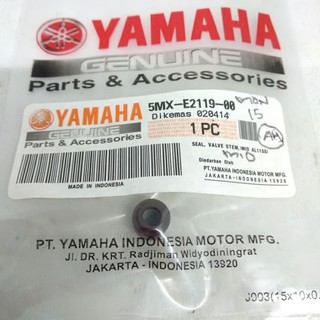 YAMAHA
GENUINE
Parts & Accessories
YAMAHA
GENUINE
Parts & Accessories
MADE IN INDONESIA
5MX-E2119-00
Dikemas 020414
1 PC
15
SEAL, VALVE STEM
Diedarkan Oleh
PT.YAMAHA INDONESIA MOTOR MFG.
JAKARTA 13920
PT. YAMAHA INDONESIA MOTOR MFG.
JL. DR. KRT. Radjiman Widyodiningrat
JAKARTA - INDONESIA 13920